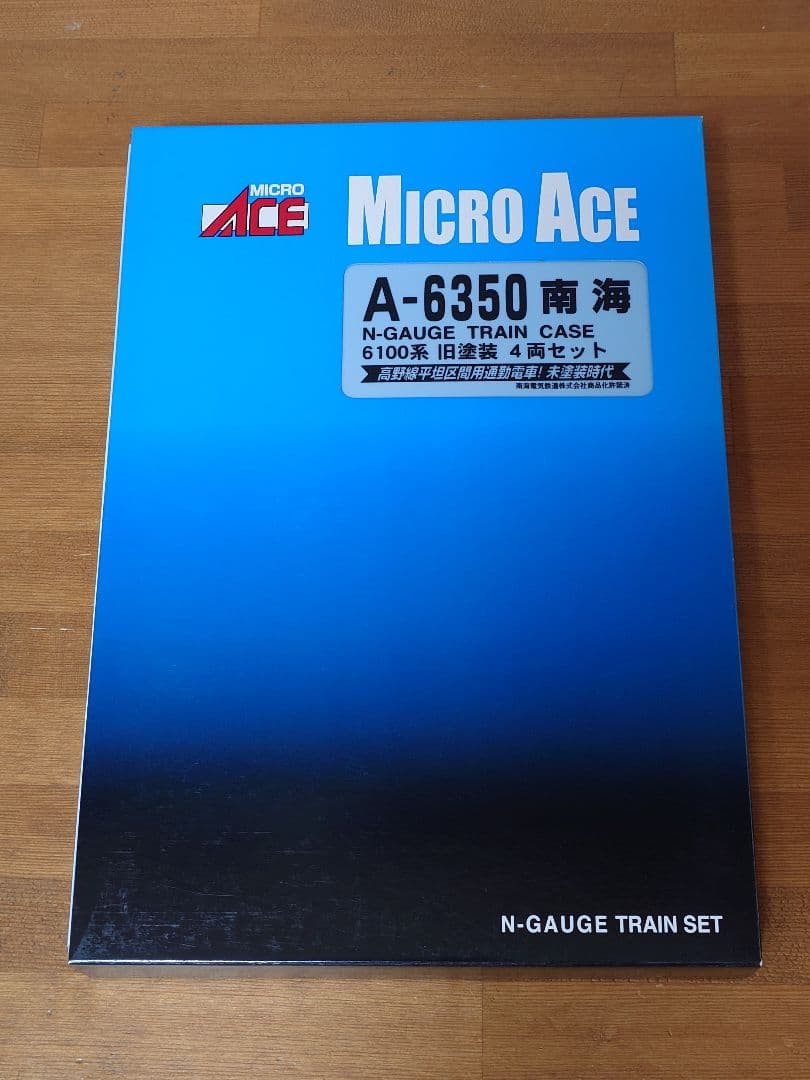 MICRO
ACE
MICRO ACE
A-6350 南海
N-GAUGE TRAIN CASE
6100系 旧塗装 4両セット
高野線平坦区間用通勤電車! 未塗装時代
南海電気鉄道株式会社商品化許諾済
N-GAUGE TRAIN SET